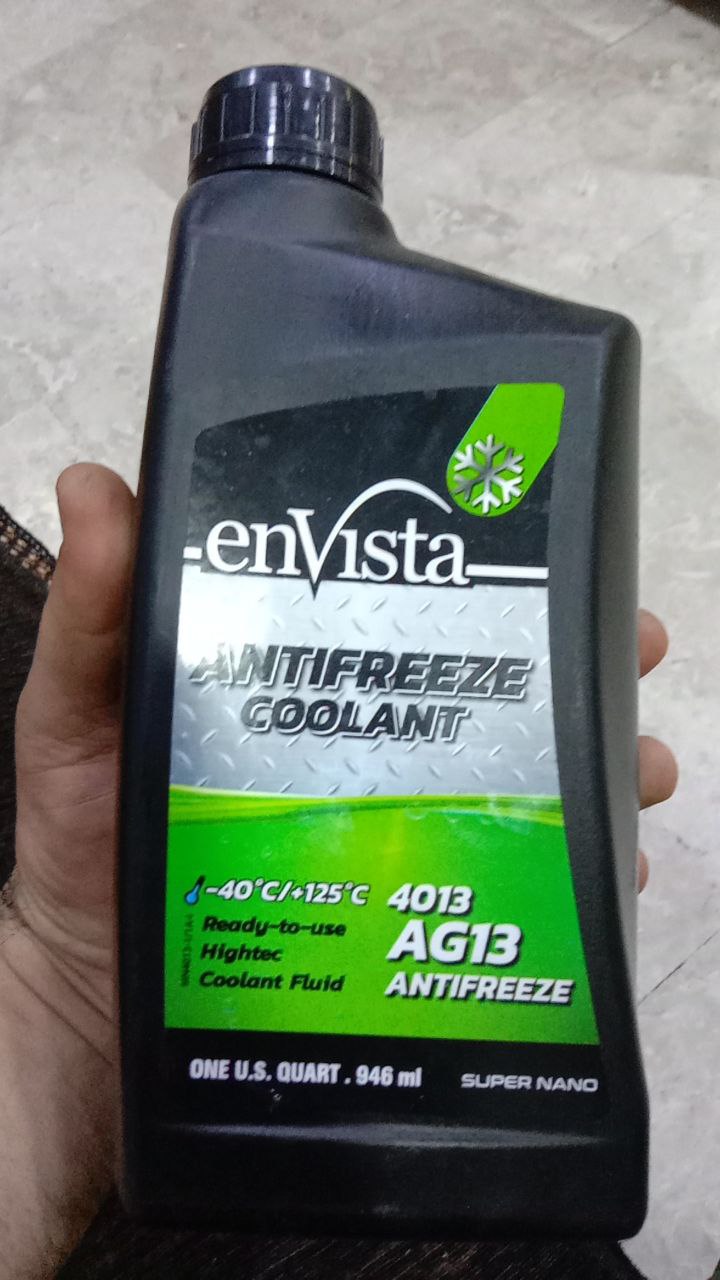 enVista
ANTIFREEZE
COOLANT
-40°C/+125°C
Ready-to-use
Hightec
Coolant Fluid
4013
AG13
ANTIFREEZE
ONE U.S. QUART . 946 ml
SUPER NANO